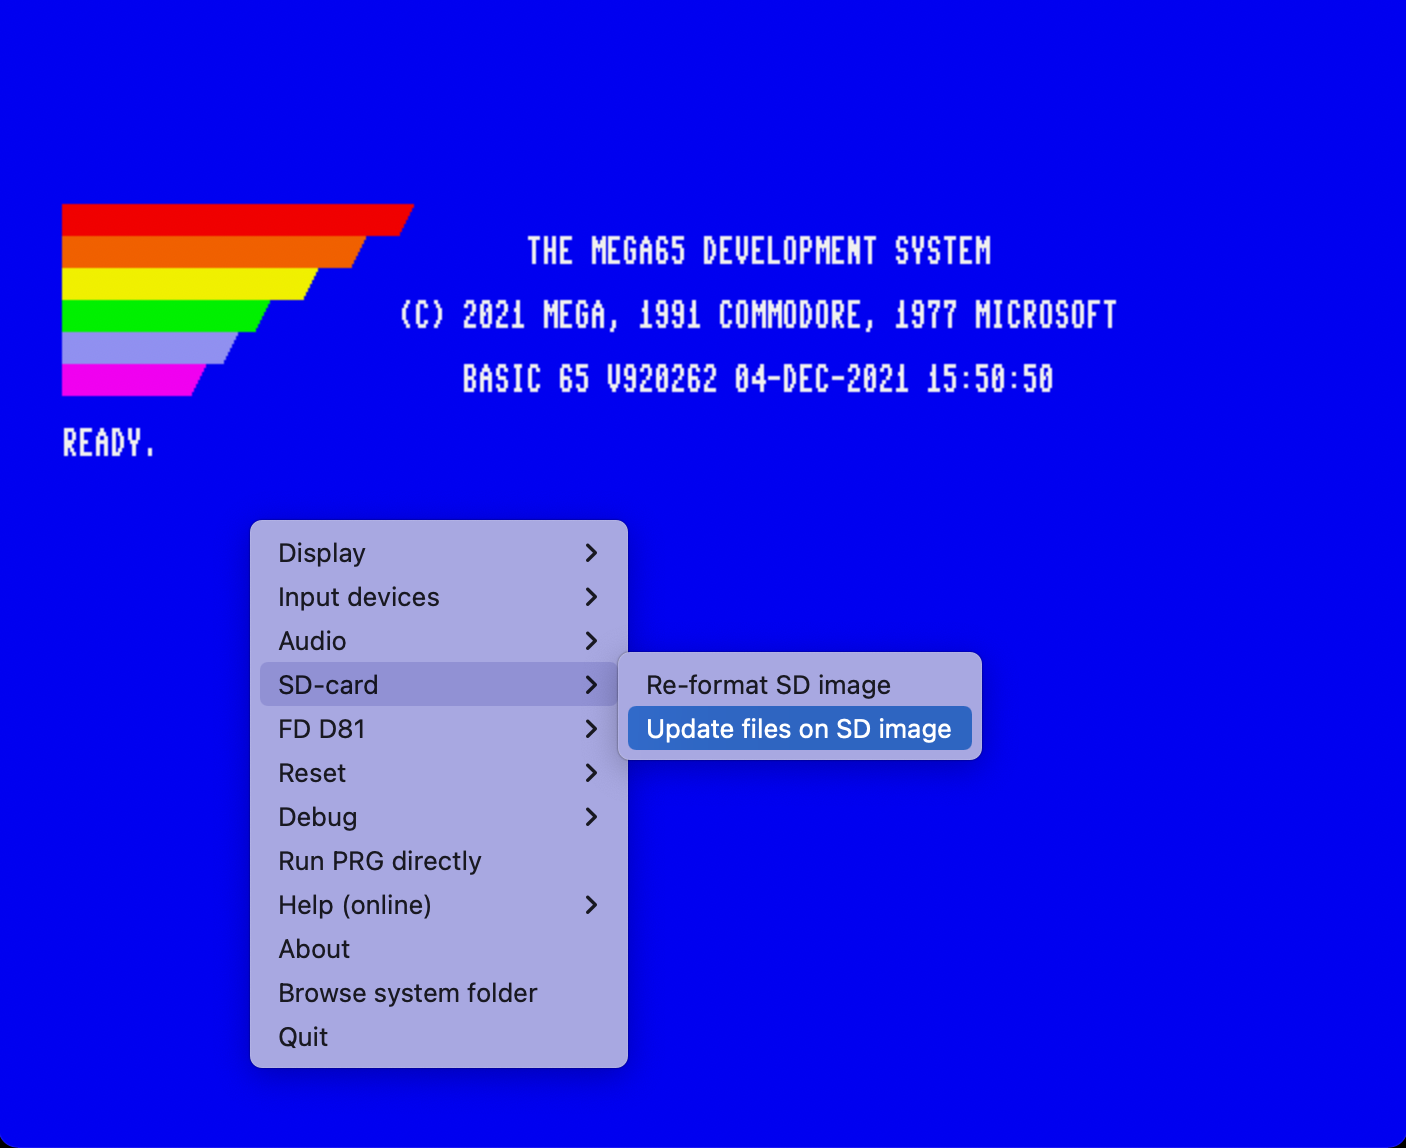 THE MEGA65 DEVELOPMENT SYSTEM
(C) 2021 MEGA, 1991 COMMODORE, 1977 MICROSOFT
BASIC 65 V920262 04-DEC-2021 15:50:50
READY.
Display
Input devices
Audio
SD-card
Re-format SD image
Update files on SD image
FD D81
Reset
Debug
Run PRG directly
Help (online)
About
Browse system folder
Quit